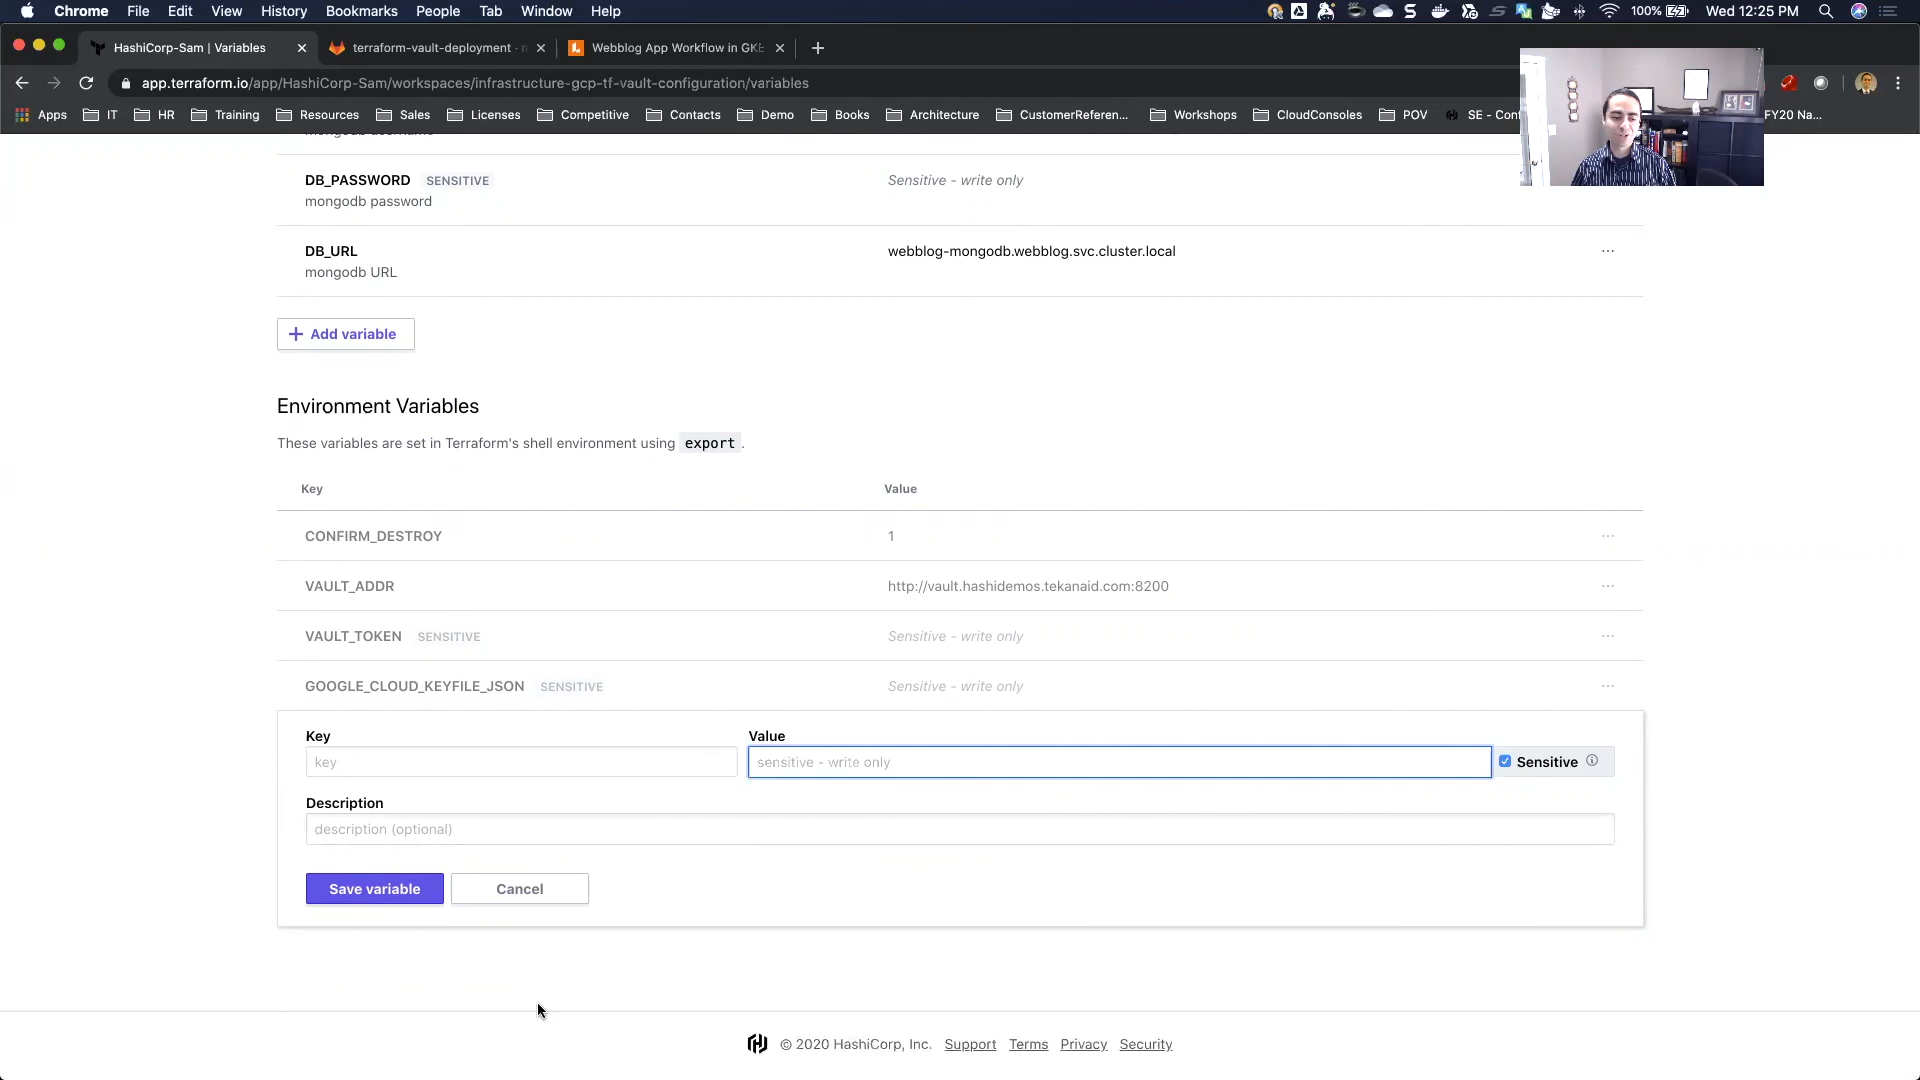 Chrome File Edit View History Bookmarks People Tab Window Help 100% Wed 12:25 PM
HashiCorp-Sam | Variables terraform-vault-deployment Webblog App Workflow in GKE
app.terraform.io/app/HashiCorp-Sam/workspaces/infrastructure-gcp-tf-vault-configuration/variables
Apps IT HR Training Resources Sales Licenses Competitive Contacts Demo Books Architecture CustomerReferen... Workshops CloudConsoles POV SE - Con FY20 Na...
mongodb username
DB_PASSWORD SENSITIVE Sensitive - write only
mongodb password
DB_URL webblog-mongodb.webblog.svc.cluster.local
mongodb URL
+ Add variable
Environment Variables
These variables are set in Terraform's shell environment using export.
Key Value
CONFIRM_DESTROY 1
VAULT_ADDR http://vault.hashidemos.tekanaid.com:8200
VAULT_TOKEN SENSITIVE Sensitive - write only
GOOGLE_CLOUD_KEYFILE_JSON SENSITIVE Sensitive - write only
Key Value
key sensitive - write only Sensitive
Description
description (optional)
Save variable Cancel
© 2020 HashiCorp, Inc. Support Terms Privacy Security